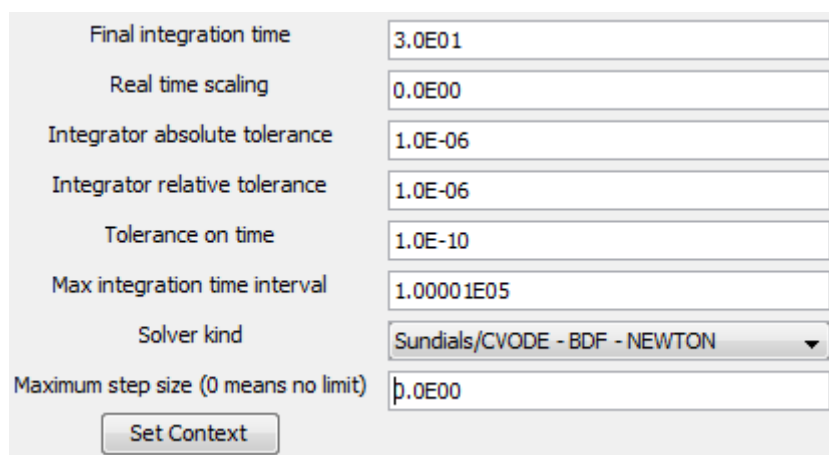 Final integration time 3.0E01
Real time scaling 0.0E00
Integrator absolute tolerance 1.0E-06
Integrator relative tolerance 1.0E-06
Tolerance on time 1.0E-10
Max integration time interval 1.00001E05
Solver kind Sundials/CVODE - BDF - NEWTON
Maximum step size (0 means no limit) 0.0E00
Set Context